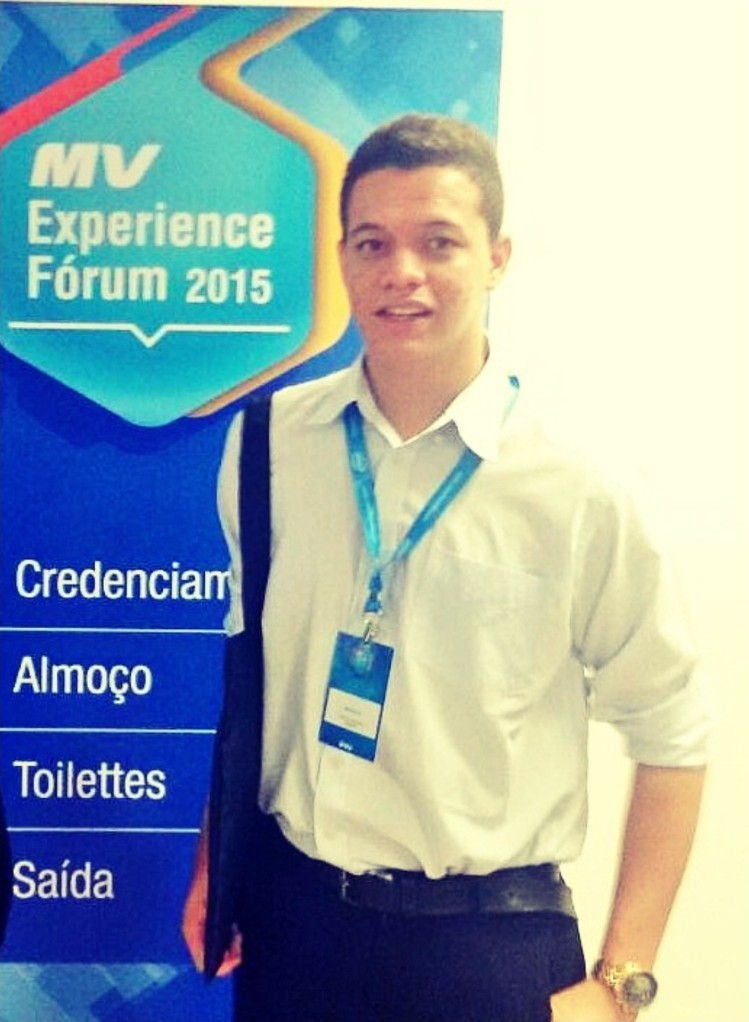 MV
Experience
Fórum 2015
Credenciam
Almoço
Toilettes
Saída